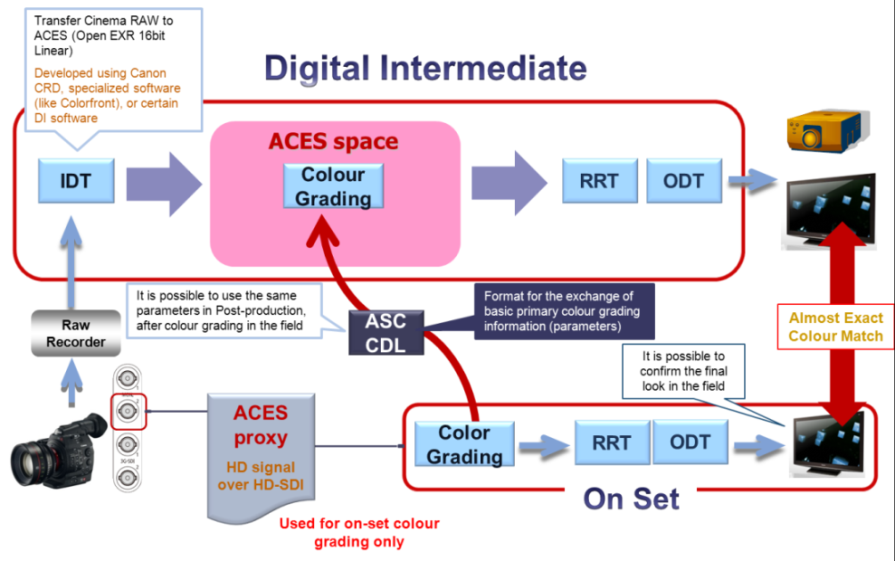 Transfer Cinema RAW to
ACES (Open EXR 16bit
Linear)
Developed using Canon
CRD, specialized software
(like Colorfront), or certain
DI software
Digital Intermediate
ACES space
IDT
Colour
Grading
RRT
ODT
It is possible to use the same
parameters in Post-production,
after colour grading in the field
ASC
CDL
Format for the exchange of
basic primary colour grading
information (parameters)
Almost Exact
Colour Match
Raw
Recorder
It is possible to
confirm the final
look in the field
ACES
proxy
HD signal
over HD-SDI
Color
Grading
RRT
ODT
On Set
Used for on-set colour
grading only